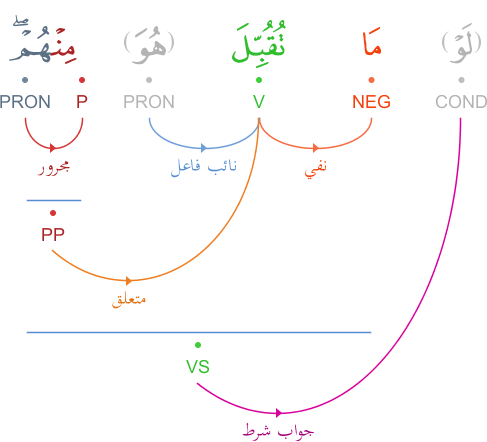 (لَوْ) مَا تُقُبِّلَ (هُوَ) مِنْهُمْ ۖ
COND NEG V PRON P PRON
نفي نائب فاعل مجرور
PP
متعلق
VS
جواب شرط